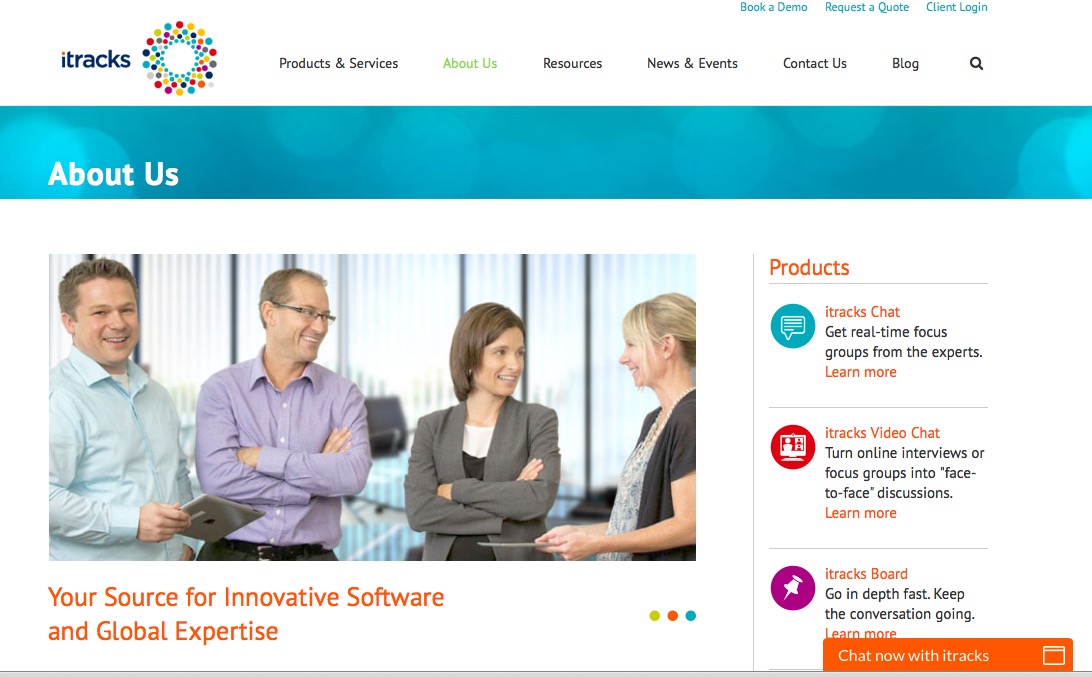 Book a Demo Request a Quote Client Login
itracks
Products & Services About Us Resources News & Events Contact Us Blog
About Us
Your Source for Innovative Software
and Global Expertise
Products
itracks Chat
Get real-time focus
groups from the experts.
Learn more
itracks Video Chat
Turn online interviews or
focus groups into "face-
to-face" discussions.
Learn more
itracks Board
Go in depth fast. Keep
the conversation going.
Learn more
Chat now with itracks